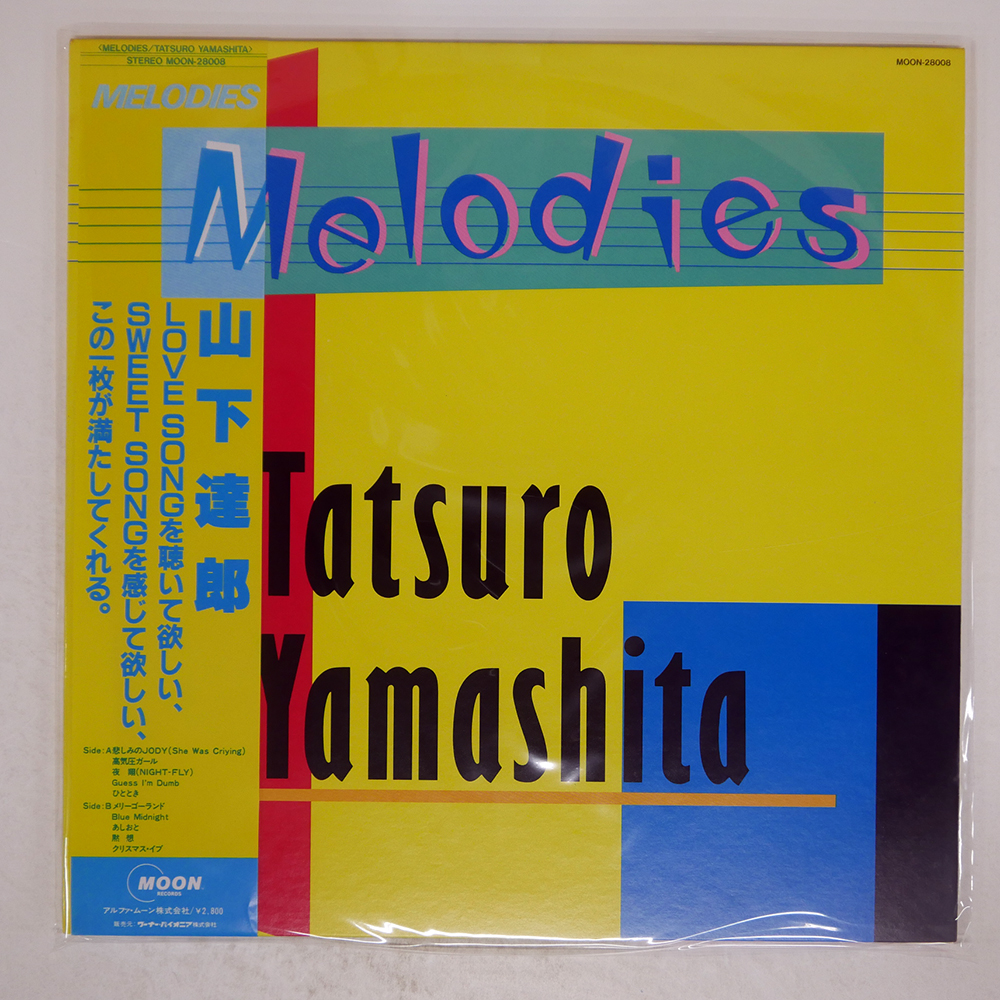 〈MELODIES/TATSURO YAMASHITA〉
STEREO MOON-28008
MELODIES
MOON-28008
Melodies
山下達郎
LOVE SONGを聴いて欲しい、
SWEET SONGを感じて欲しい、
この一枚が満たしてくれる。
Tatsuro
Yamashita
Side:A悲しみのJODY(She Was Criying)
高気圧ガール
夜翔(NIGHT-FLY)
Guess I'm Dumb
ひととき
Side:Bメリーゴーランド
Blue Midnight
あしおと
黙想
クリスマス・イブ
MOON
RECORDS
アルファ・ムーン株式会社/¥2,800
販売元:ワーナー・パイオニア株式会社